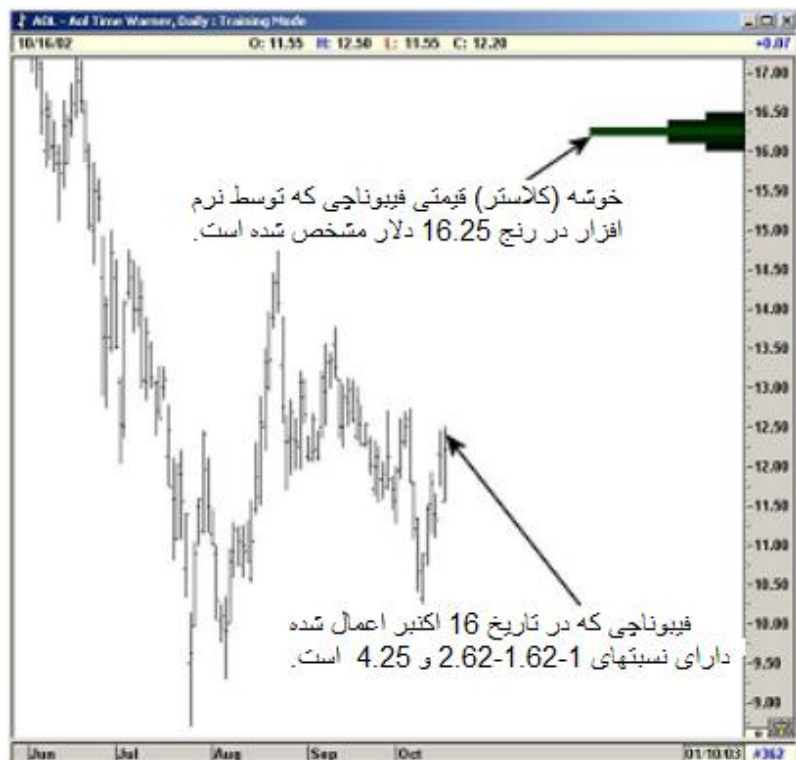 AOL - Aol Time Warner, Daily : Training Mode
10/16/02 O: 11.55 H: 12.50 L: 11.55 C: 12.20 +0.07
17.00
16.50
16.00
15.50
15.00
14.50
14.00
13.50
13.00
12.50
12.00
11.50
11.00
10.50
10.00
9.50
9.00
خوشه (کلاستر) قیمتی فیبوناچی که توسط نرم
افزار در رنج 16.25 دلار مشخص شده است.
فیبوناچی که در تاریخ 16 اکتبر اعمال شده
دارای نسبتهای 1-1.62-2.62 و 4.25 است.
Jun Jul Aug Sep Oct 01/10/03 #362